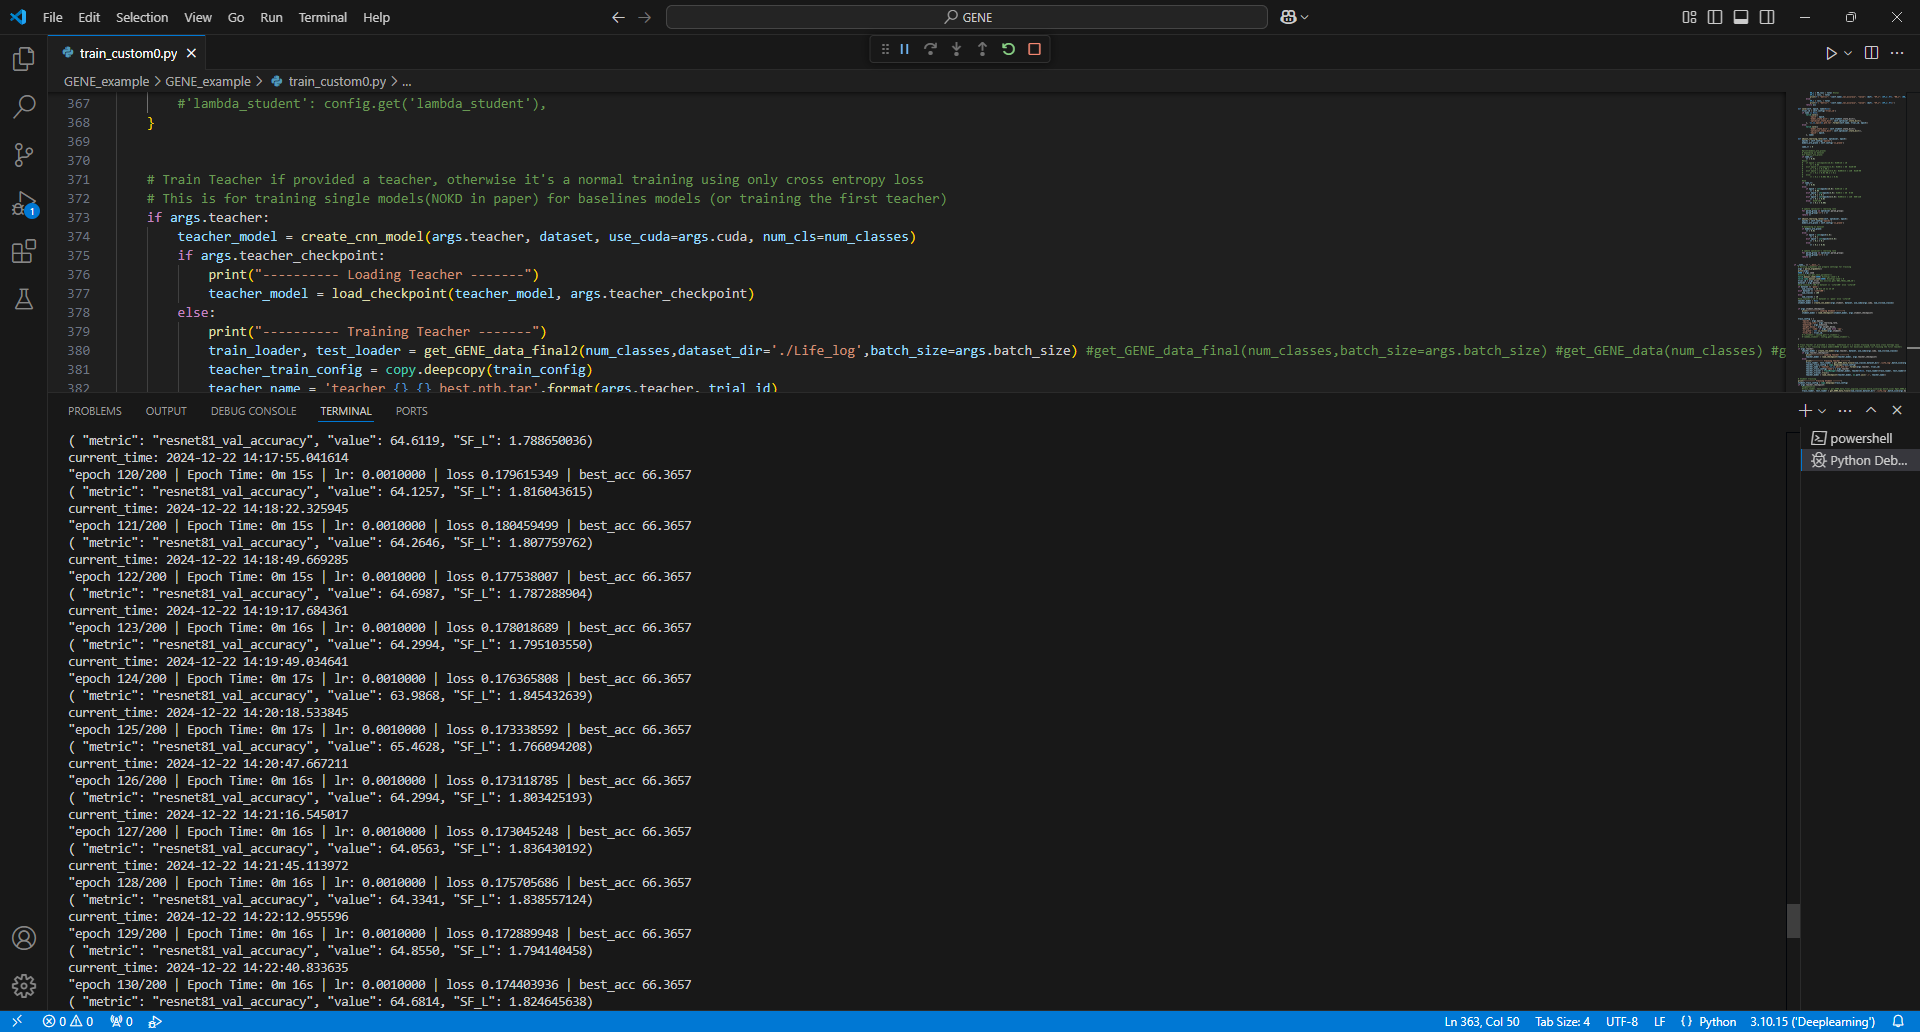 File Edit Selection View Go Run Terminal Help
GENE
train_custom0.py
GENE_example > GENE_example > train_custom0.py > ...
367 #'lambda_student': config.get('lambda_student'),
368 }
369
370
371 # Train Teacher if provided a teacher, otherwise it's a normal training using only cross entropy loss
372 # This is for training single models(NOKD in paper) for baselines models (or training the first teacher)
373 if args.teacher:
374 teacher_model = create_cnn_model(args.teacher, dataset, use_cuda=args.cuda, num_cls=num_classes)
375 if args.teacher_checkpoint:
376 print("---------- Loading Teacher -------")
377 teacher_model = load_checkpoint(teacher_model, args.teacher_checkpoint)
378 else:
379 print("---------- Training Teacher -------")
380 train_loader, test_loader = get_GENE_data_final2(num_classes,dataset_dir='./Life_log',batch_size=args.batch_size) #get_GENE_data_final(num_classes,batch_size=args.batch_size) #get_GENE_data(num_classes) #g
381 teacher_train_config = copy.deepcopy(train_config)
382 teacher_name = 'teacher_{}_{}_best.pth.tar'.format(args.teacher, trial_id)
PROBLEMS OUTPUT DEBUG CONSOLE TERMINAL PORTS
powershell
Python Deb...
( "metric": "resnet81_val_accuracy", "value": 64.6119, "SF_L": 1.788650036)
current_time: 2024-12-22 14:17:55.041614
"epoch 120/200 | Epoch Time: 0m 15s | lr: 0.0010000 | loss 0.179615349 | best_acc 66.3657
( "metric": "resnet81_val_accuracy", "value": 64.1257, "SF_L": 1.816043615)
current_time: 2024-12-22 14:18:22.325945
"epoch 121/200 | Epoch Time: 0m 15s | lr: 0.0010000 | loss 0.180459499 | best_acc 66.3657
( "metric": "resnet81_val_accuracy", "value": 64.2646, "SF_L": 1.807759762)
current_time: 2024-12-22 14:18:49.669285
"epoch 122/200 | Epoch Time: 0m 15s | lr: 0.0010000 | loss 0.177538007 | best_acc 66.3657
( "metric": "resnet81_val_accuracy", "value": 64.6987, "SF_L": 1.787288904)
current_time: 2024-12-22 14:19:17.684361
"epoch 123/200 | Epoch Time: 0m 16s | lr: 0.0010000 | loss 0.178018689 | best_acc 66.3657
( "metric": "resnet81_val_accuracy", "value": 64.2994, "SF_L": 1.795103550)
current_time: 2024-12-22 14:19:49.034641
"epoch 124/200 | Epoch Time: 0m 17s | lr: 0.0010000 | loss 0.176365808 | best_acc 66.3657
( "metric": "resnet81_val_accuracy", "value": 63.9868, "SF_L": 1.845432639)
current_time: 2024-12-22 14:20:18.533845
"epoch 125/200 | Epoch Time: 0m 17s | lr: 0.0010000 | loss 0.173338592 | best_acc 66.3657
( "metric": "resnet81_val_accuracy", "value": 65.4628, "SF_L": 1.766094208)
current_time: 2024-12-22 14:20:47.667211
"epoch 126/200 | Epoch Time: 0m 16s | lr: 0.0010000 | loss 0.173118785 | best_acc 66.3657
( "metric": "resnet81_val_accuracy", "value": 64.2994, "SF_L": 1.803425193)
current_time: 2024-12-22 14:21:16.545017
"epoch 127/200 | Epoch Time: 0m 16s | lr: 0.0010000 | loss 0.173045248 | best_acc 66.3657
( "metric": "resnet81_val_accuracy", "value": 64.0563, "SF_L": 1.836430192)
current_time: 2024-12-22 14:21:45.113972
"epoch 128/200 | Epoch Time: 0m 16s | lr: 0.0010000 | loss 0.175705686 | best_acc 66.3657
( "metric": "resnet81_val_accuracy", "value": 64.3341, "SF_L": 1.838557124)
current_time: 2024-12-22 14:22:12.955596
"epoch 129/200 | Epoch Time: 0m 16s | lr: 0.0010000 | loss 0.172889948 | best_acc 66.3657
( "metric": "resnet81_val_accuracy", "value": 64.8550, "SF_L": 1.794140458)
current_time: 2024-12-22 14:22:40.833635
"epoch 130/200 | Epoch Time: 0m 16s | lr: 0.0010000 | loss 0.174403936 | best_acc 66.3657
( "metric": "resnet81_val_accuracy", "value": 64.6814, "SF_L": 1.824645638)
1
0 0 0 Ln 363, Col 50 Tab Size: 4 UTF-8 LF {} Python 3.10.15 ('Deeplearning')